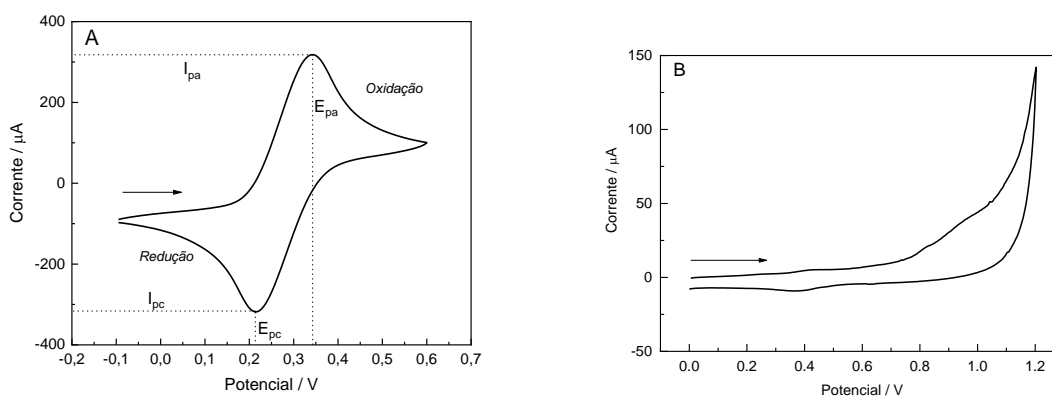 A
400
200
0
-200
-400
Corrente / μA
I_pa
Oxidação
E_pa
Redução
I_pc
E_pc
-0,2 -0,1 0,0 0,1 0,2 0,3 0,4 0,5 0,6 0,7
Potencial / V
B
150
100
50
0
-50
Corrente / μA
0.0 0.2 0.4 0.6 0.8 1.0 1.2
Potencial / V